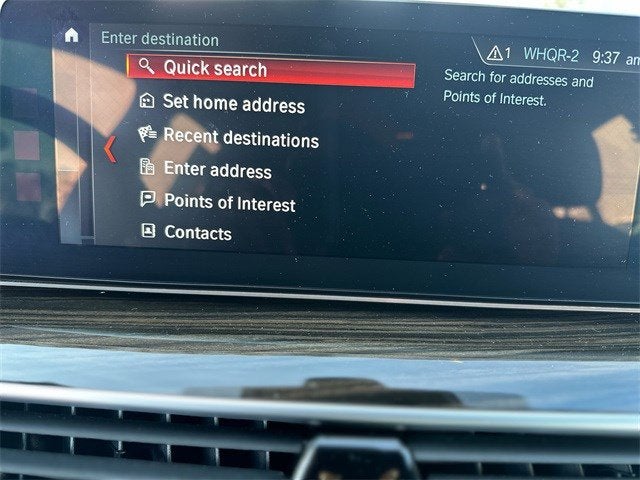 Enter destination
1 WHQR-2 9:37 am
Quick search
Search for addresses and
Points of Interest.
Set home address
Recent destinations
Enter address
Points of Interest
Contacts